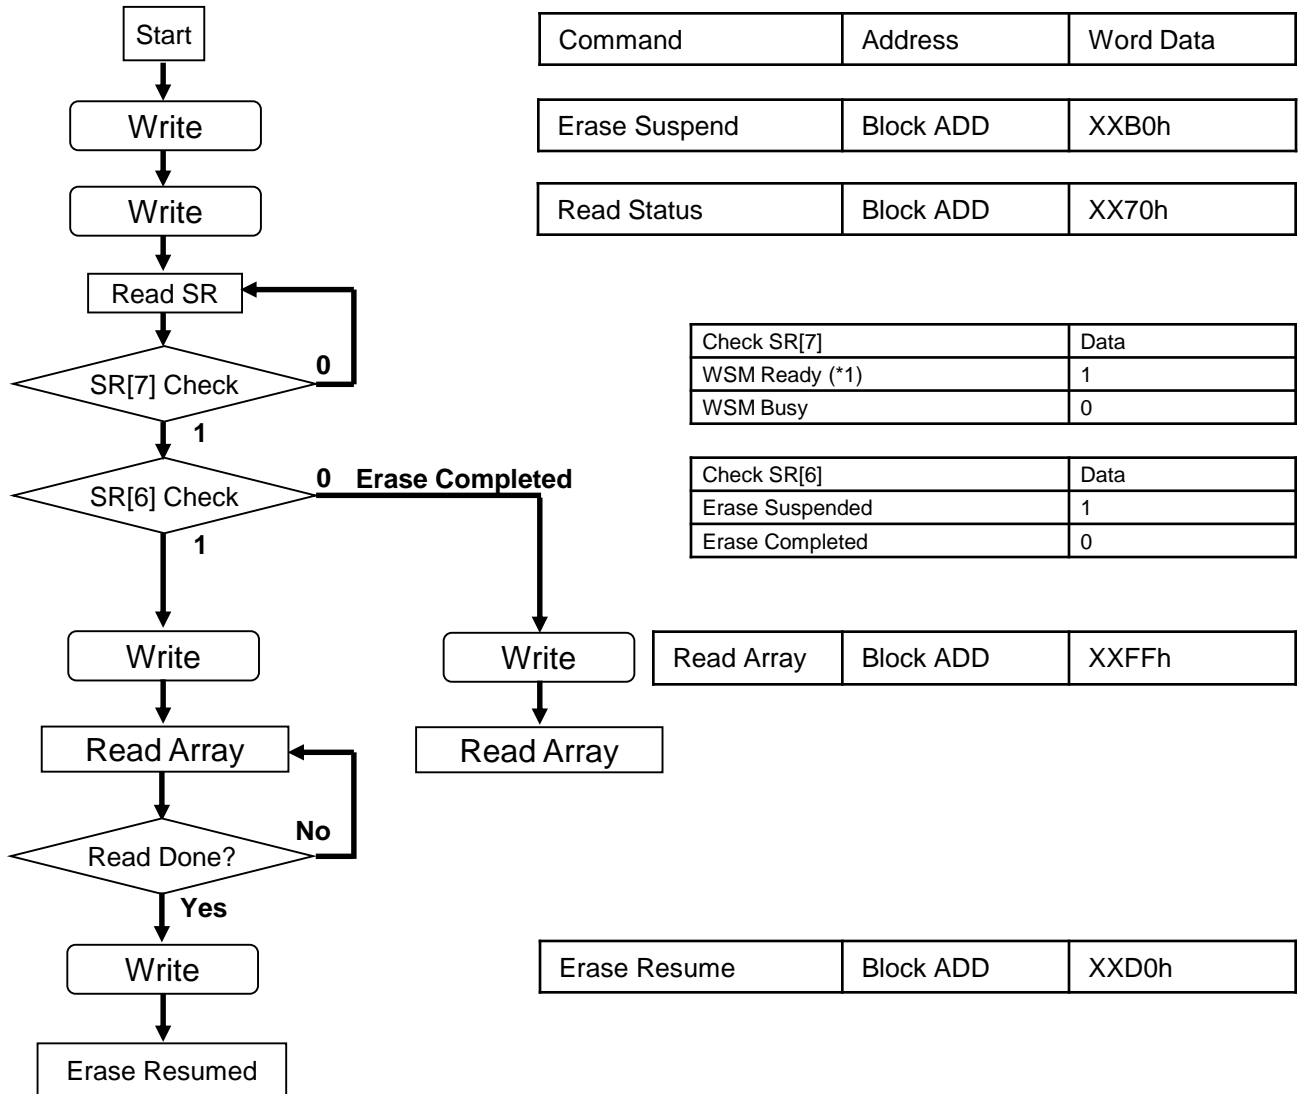 Start
Command Address Word Data
Write
Erase Suspend Block ADD XXB0h
Write
Read Status Block ADD XX70h
Read SR
SR[7] Check
0
1
Check SR[7] Data
WSM Ready (*1) 1
WSM Busy 0
SR[6] Check
0 Erase Completed
1
Check SR[6] Data
Erase Suspended 1
Erase Completed 0
Write
Write
Read Array Block ADD XXFFh
Read Array
Read Array
Read Done?
No
Yes
Write
Erase Resume Block ADD XXD0h
Erase Resumed